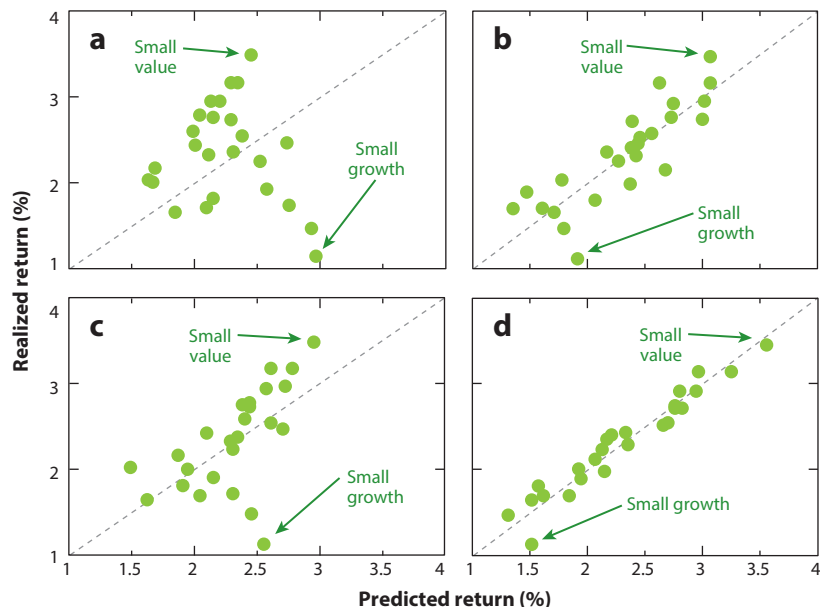 4
3
2
1
a
Small
value
Small
growth
b
Small
value
Small
growth
4
3
2
1
c
Small
value
Small
growth
d
Small
value
Small growth
1
1.5
2
2.5
3
3.5
4
1
1.5
2
2.5
3
3.5
4
Realized return (%)
Predicted return (%)